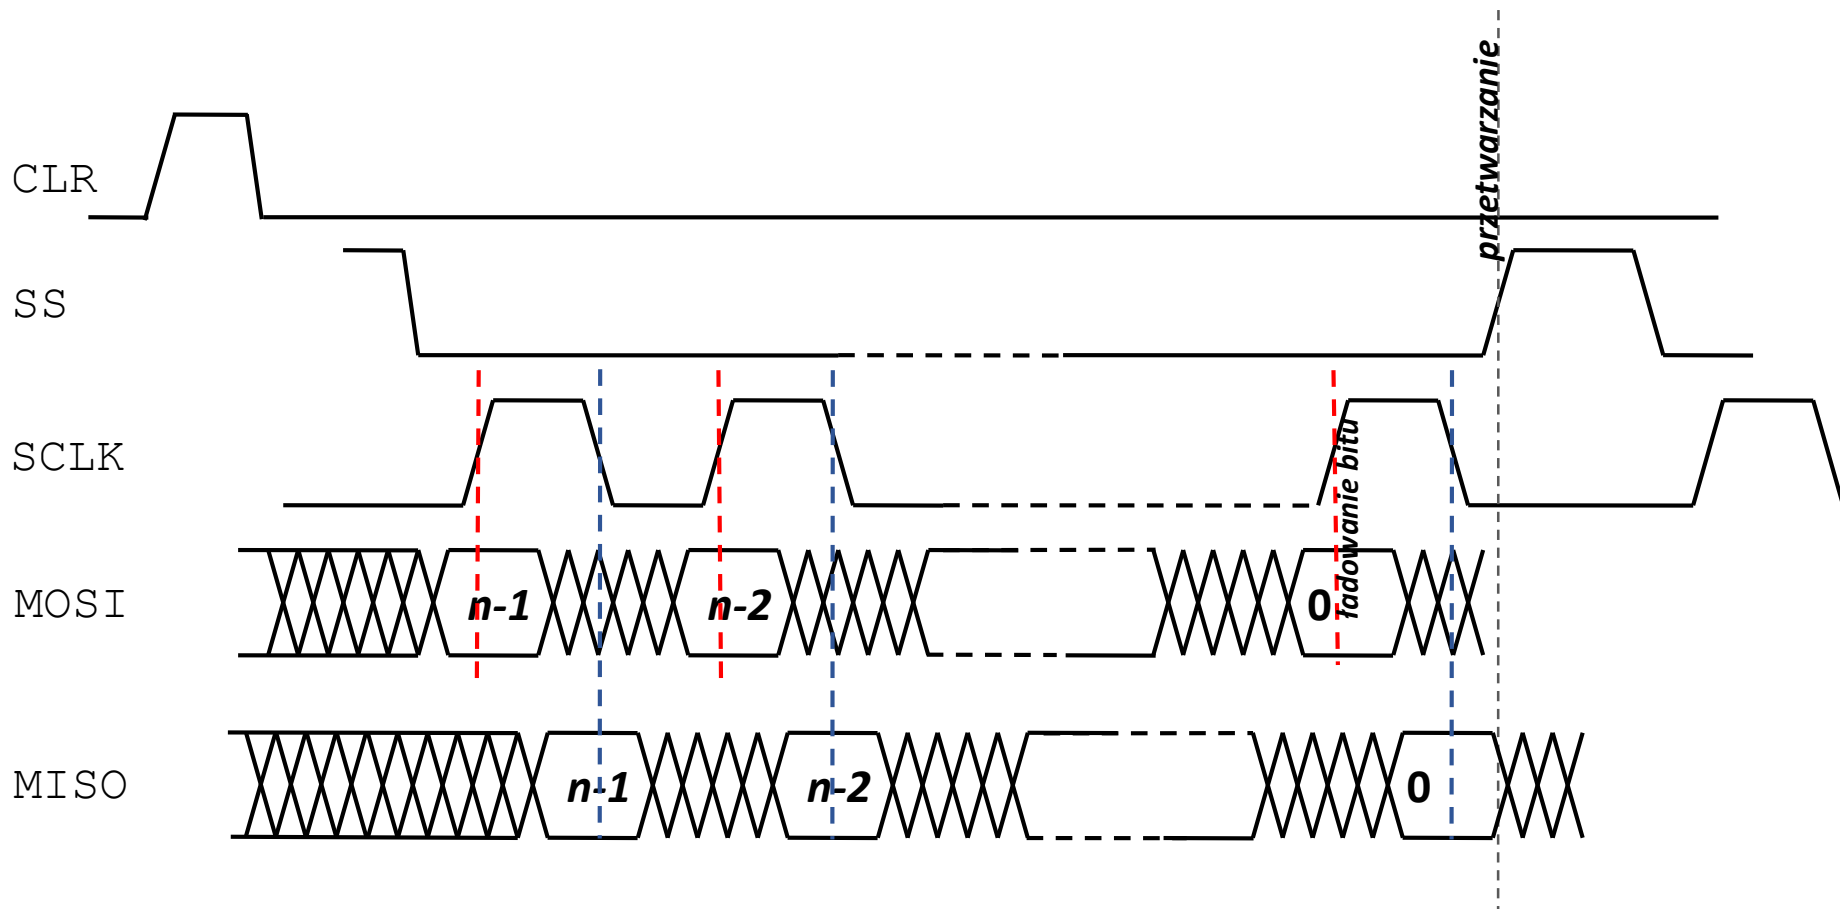 przetwarzanie
CLR
SS
SCLK
ładowanie bitu
MOSI
n-1
n-2
0
MISO
n-1
n-2
0